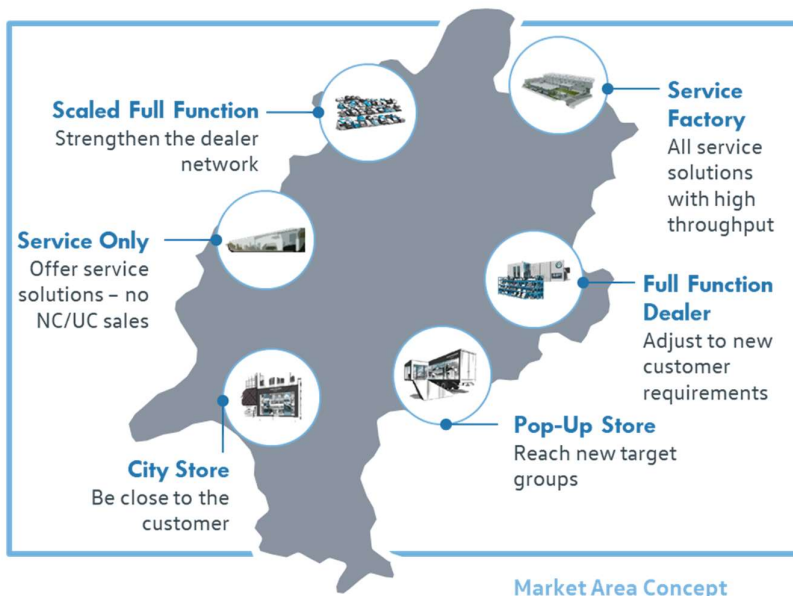 Scaled Full Function
Strengthen the dealer
network
Service
Factory
All service
solutions
with high
throughput
Service Only
Offer service
solutions – no
NC/UC sales
Full Function
Dealer
Adjust to new
customer
requirements
Pop-Up Store
Reach new target
groups
City Store
Be close to the
customer
Market Area Concept